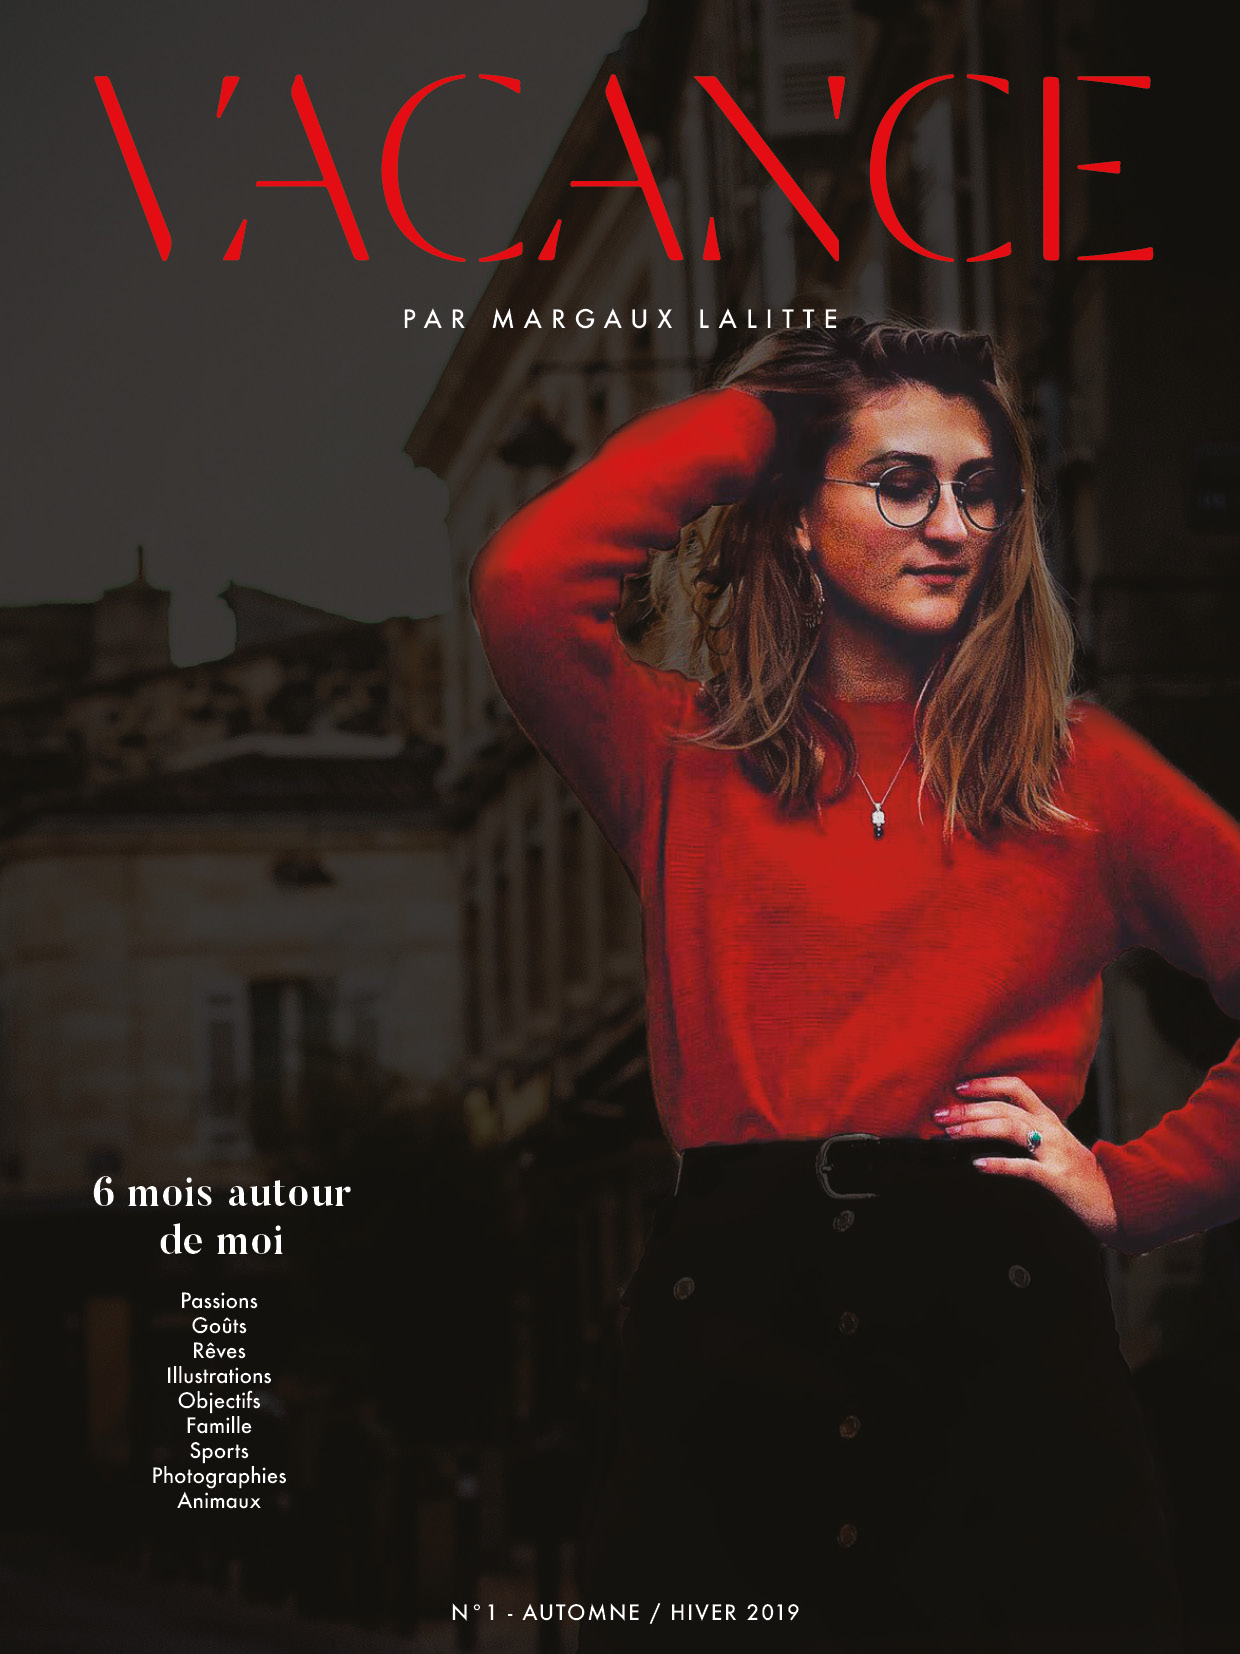 VACANCE
PAR MARGAUX LALITTE
6 mois autour
de moi
Passions
Goûts
Rêves
Illustrations
Objectifs
Famille
Sports
Photographies
Animaux
N°1 - AUTOMNE / HIVER 2019